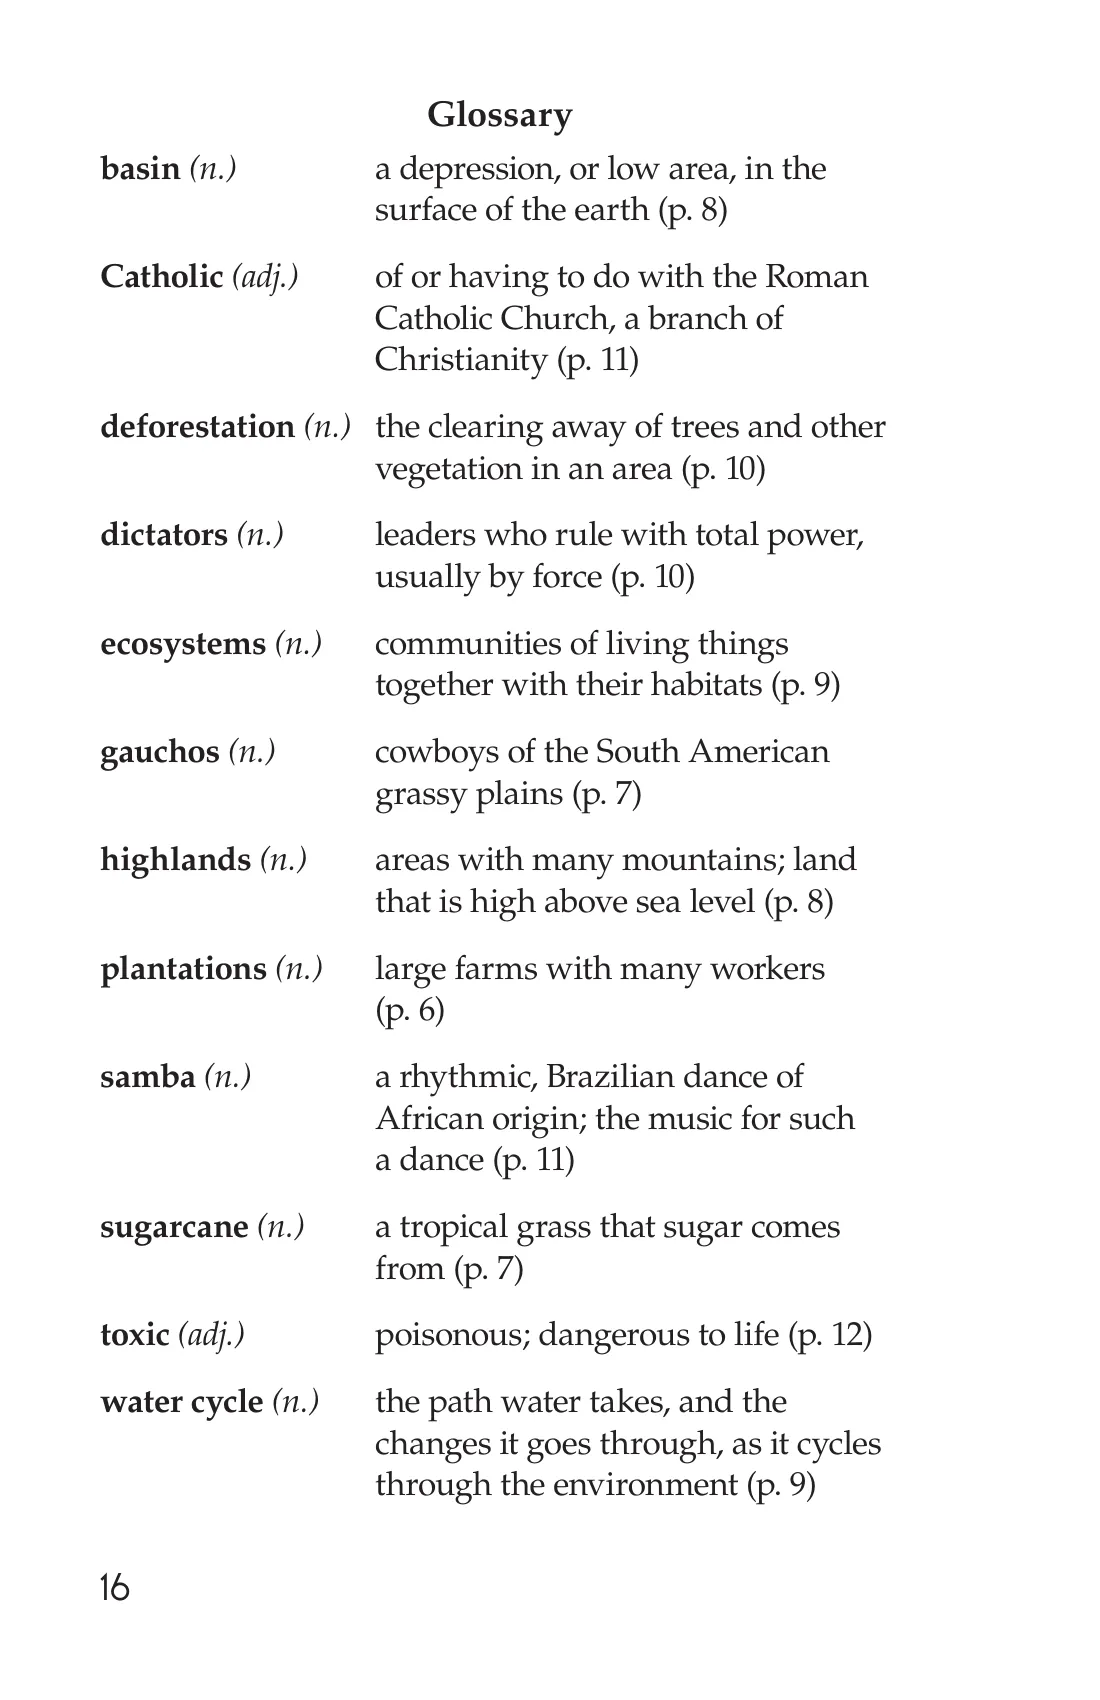 Glossary
basin (n.) a depression, or low area, in the
surface of the earth (p. 8)
Catholic (adj.) of or having to do with the Roman
Catholic Church, a branch of
Christianity (p. 11)
deforestation (n.) the clearing away of trees and other
vegetation in an area (p. 10)
dictators (n.) leaders who rule with total power,
usually by force (p. 10)
ecosystems (n.) communities of living things
together with their habitats (p. 9)
gauchos (n.) cowboys of the South American
grassy plains (p. 7)
highlands (n.) areas with many mountains; land
that is high above sea level (p. 8)
plantations (n.) large farms with many workers
(p. 6)
samba (n.) a rhythmic, Brazilian dance of
African origin; the music for such
a dance (p. 11)
sugarcane (n.) a tropical grass that sugar comes
from (p. 7)
toxic (adj.) poisonous; dangerous to life (p. 12)
water cycle (n.) the path water takes, and the
changes it goes through, as it cycles
through the environment (p. 9)
16